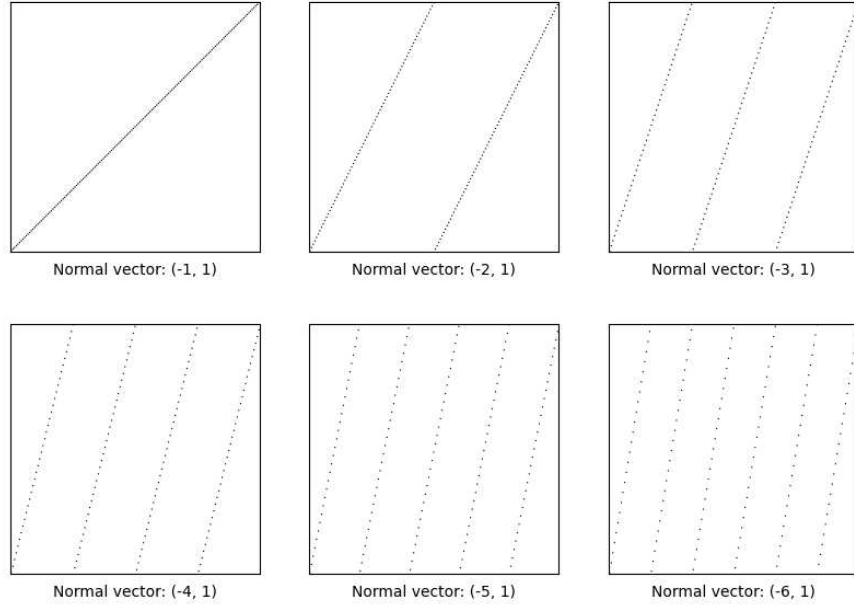 Normal vector: (-1, 1)
Normal vector: (-2, 1)
Normal vector: (-3, 1)
Normal vector: (-4, 1)
Normal vector: (-5, 1)
Normal vector: (-6, 1)